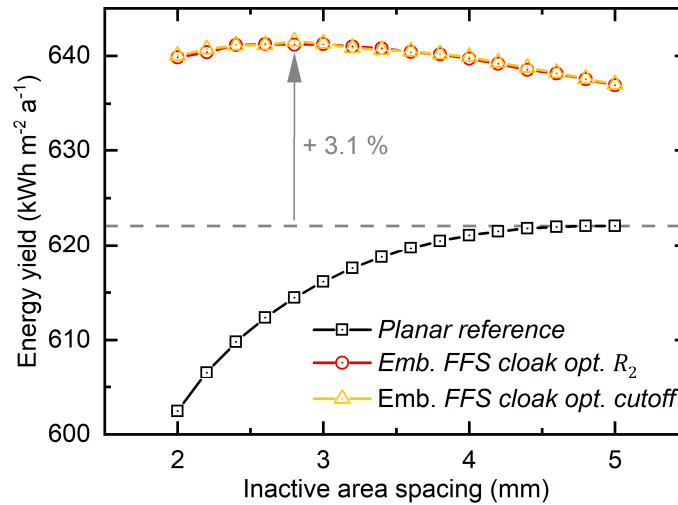 640
630
620
610
600
Energy yield (kWh m⁻² a⁻¹)
+ 3.1 %
Planar reference
Emb. FFS cloak opt. R₂
Emb. FFS cloak opt. cutoff
2
3
4
5
Inactive area spacing (mm)